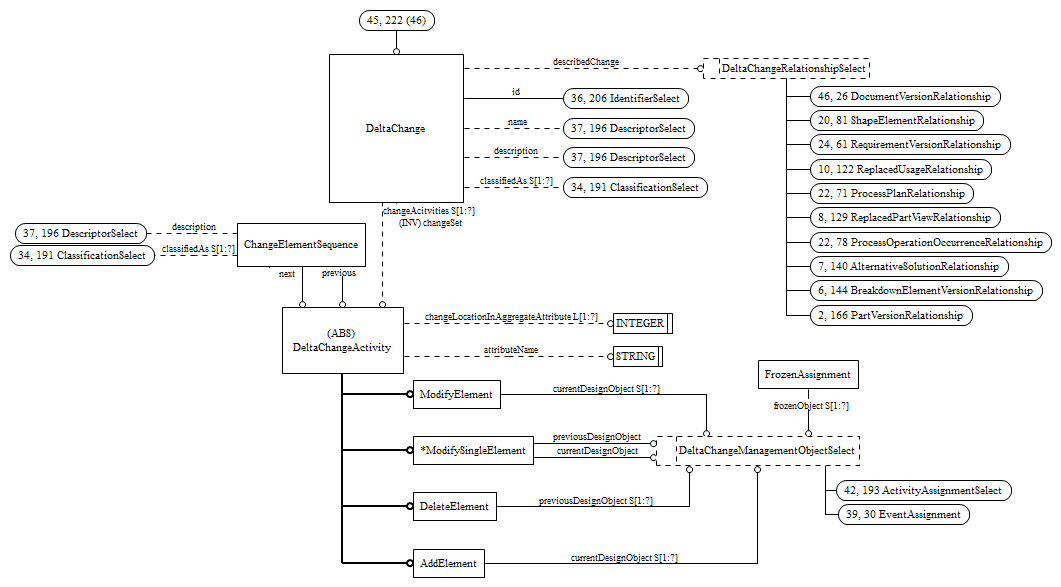 45, 222 (46)
describedChange
DeltaChangeRelationshipSelect
DeltaChange
id
36, 206 IdentifierSelect
name
37, 196 DescriptorSelect
description
37, 196 DescriptorSelect
classifiedAs S[1:?]
34, 191 ClassificationSelect
46, 26 DocumentVersionRelationship
20, 81 ShapeElementRelationship
24, 61 RequirementVersionRelationship
10, 122 ReplacedUsageRelationship
22, 71 ProcessPlanRelationship
8, 129 ReplacedPartViewRelationship
22, 78 ProcessOperationOccurrenceRelationship
7, 140 AlternativeSolutionRelationship
6, 144 BreakdownElementVersionRelationship
2, 166 PartVersionRelationship
changeAcitvities S[1:?]
(INV) changeSet
37, 196 DescriptorSelect
description
34, 191 ClassificationSelect
classifiedAs S[1:?]
ChangeElementSequence
next
previous
(ABS)
DeltaChangeActivity
changeLocationInAggregateAttribute L[1:?]
INTEGER
attributeName
STRING
FrozenAssignment
frozenObject S[1:?]
ModifyElement
currentDesignObject S[1:?]
*ModifySingleElement
previousDesignObject
currentDesignObject
DeltaChangeManagementObjectSelect
DeleteElement
previousDesignObject S[1:?]
42, 193 ActivityAssignmentSelect
39, 30 EventAssignment
AddElement
currentDesignObject S[1:?]